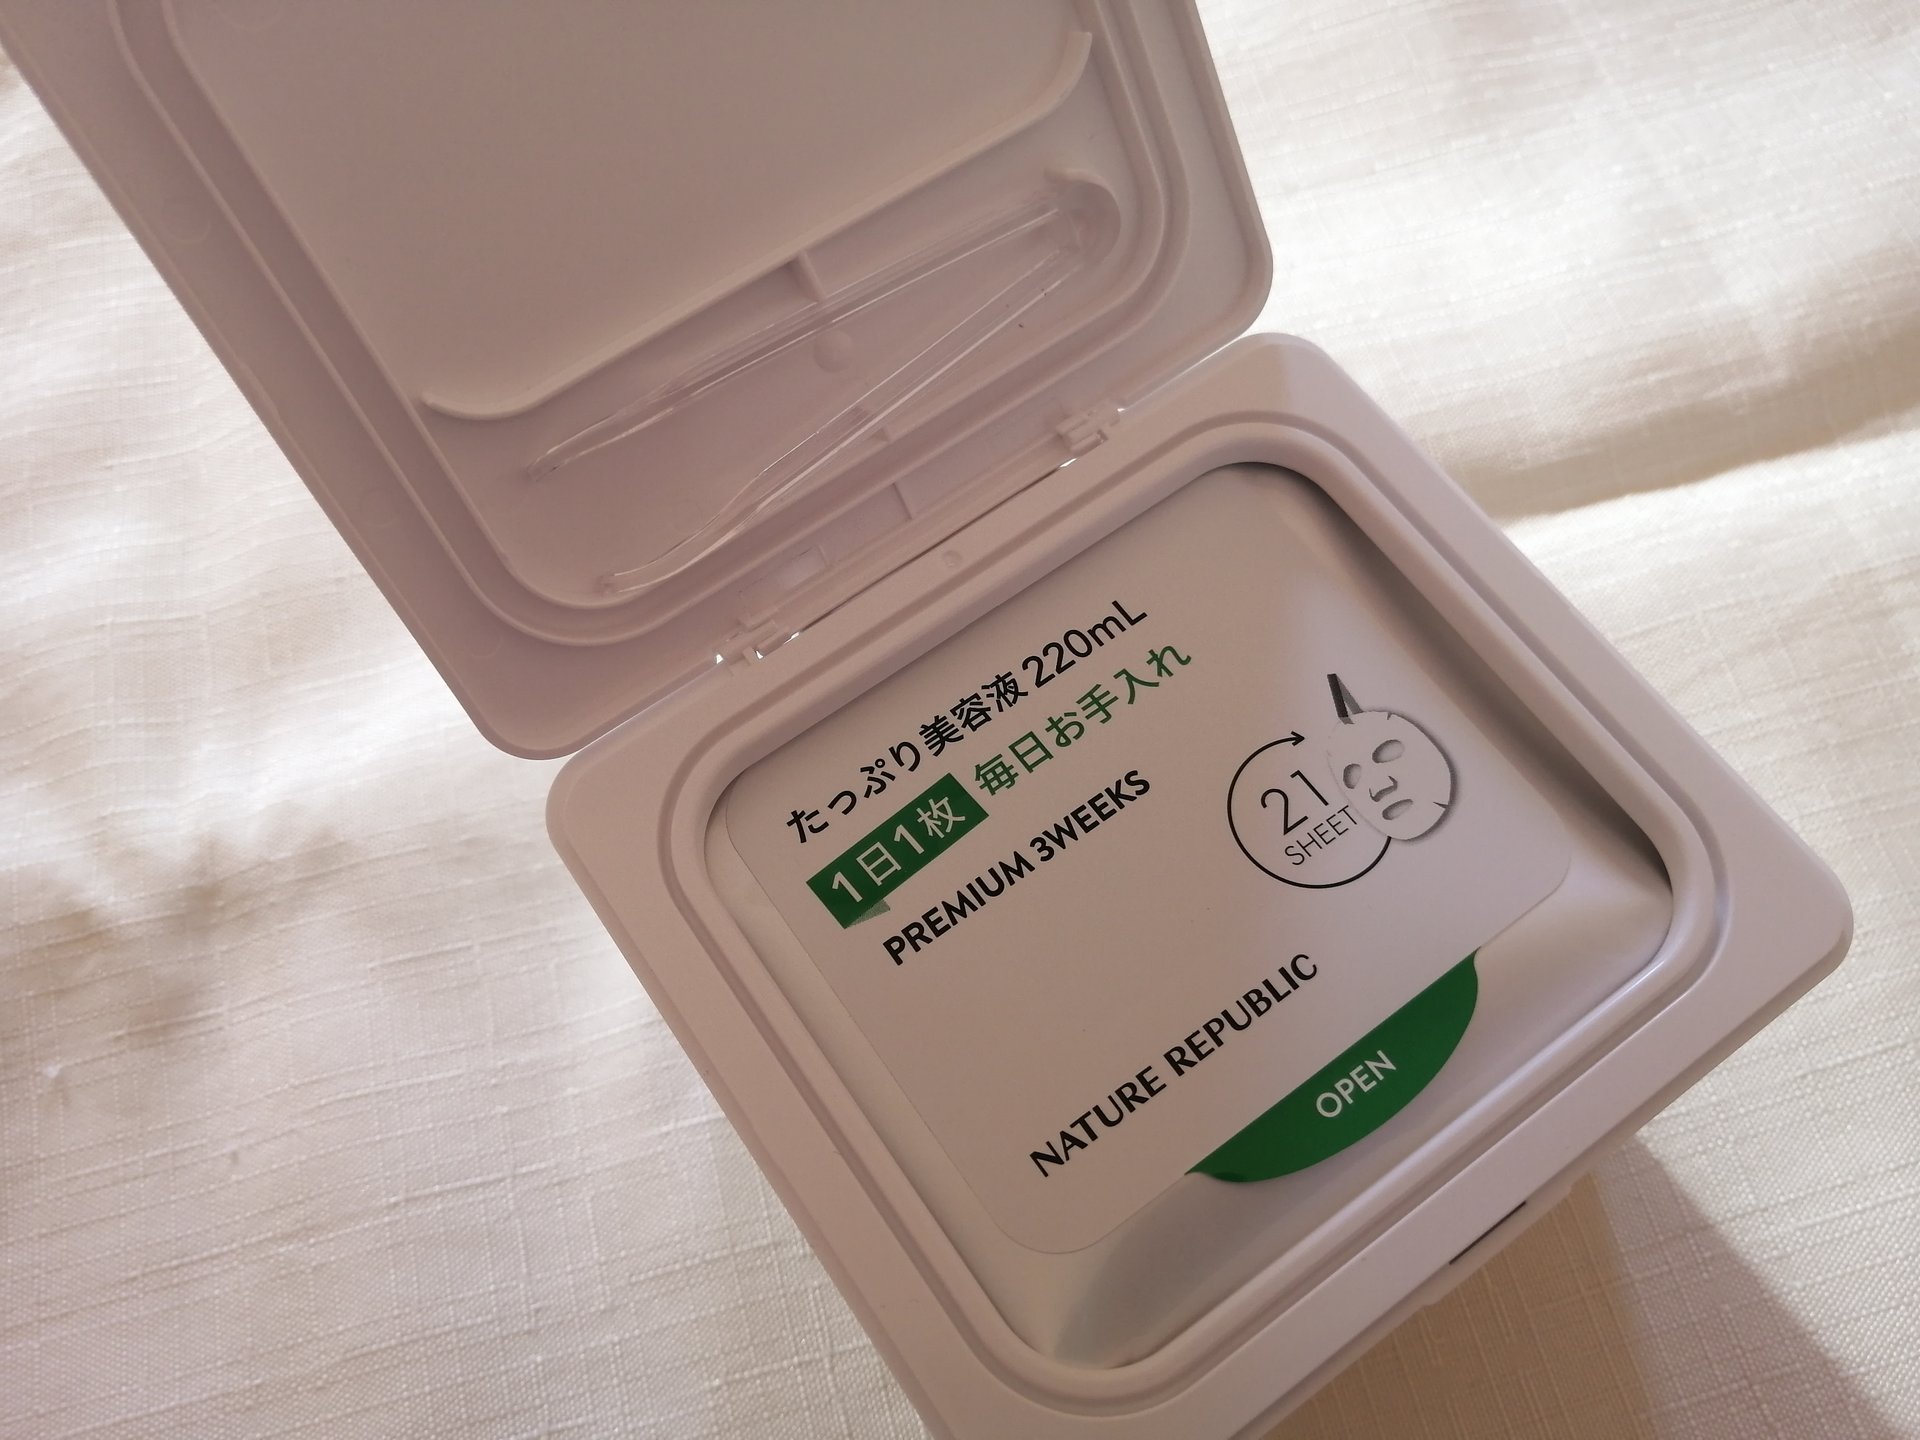 たっぷり美容液 220mL
1日1枚 毎日お手入れ
PREMIUM 3WEEKS
21
SHEET
NATURE REPUBLIC
OPEN